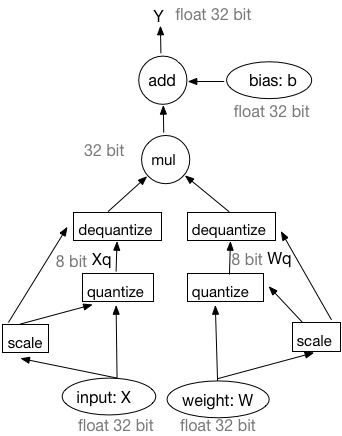 Y float 32 bit
add
bias: b
float 32 bit
32 bit
mul
dequantize dequantize
8 bit Xq 8 bit Wq
quantize quantize
scale scale
input: X weight: W
float 32 bit float 32 bit